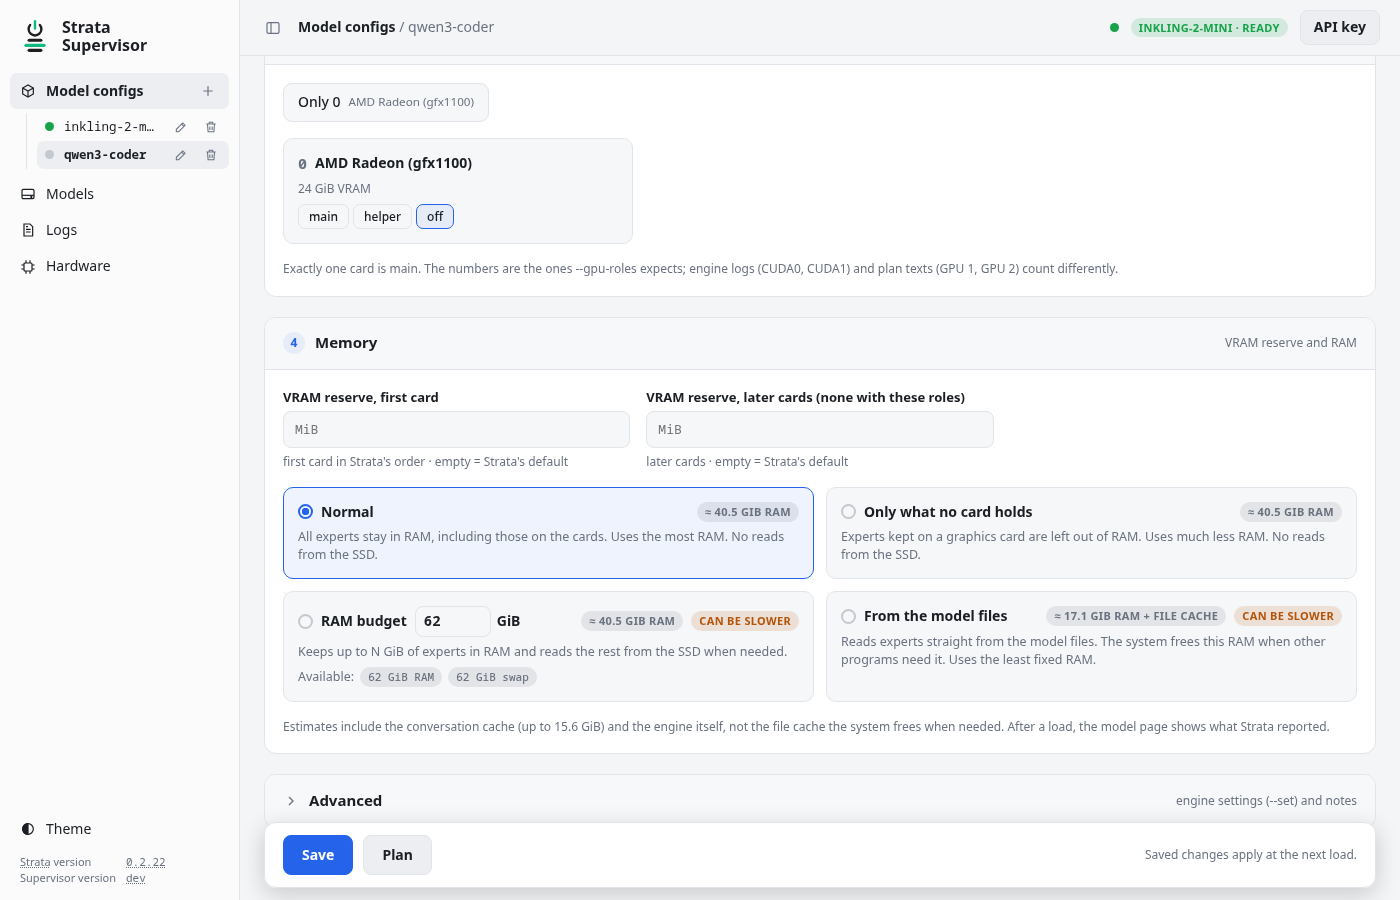 Strata
Supervisor
Model configs
inkling-2-m…
qwen3-coder
Models
Logs
Hardware
Theme
Strata version 0.2.22
Supervisor version dev
Model configs / qwen3-coder
INKLING-2-MINI · READY
API key
Only 0 AMD Radeon (gfx1100)
0 AMD Radeon (gfx1100)
24 GiB VRAM
main helper off
Exactly one card is main. The numbers are the ones --gpu-roles expects; engine logs (CUDA0, CUDA1) and plan texts (GPU 1, GPU 2) count differently.
4 Memory
VRAM reserve and RAM
VRAM reserve, first card
MiB
first card in Strata's order · empty = Strata's default
VRAM reserve, later cards (none with these roles)
MiB
later cards · empty = Strata's default
Normal ≈ 40.5 GIB RAM
All experts stay in RAM, including those on the cards. Uses the most RAM. No reads
from the SSD.
Only what no card holds ≈ 40.5 GIB RAM
Experts kept on a graphics card are left out of RAM. Uses much less RAM. No reads
from the SSD.
RAM budget 62 GiB ≈ 40.5 GIB RAM CAN BE SLOWER
Keeps up to N GiB of experts in RAM and reads the rest from the SSD when needed.
Available: 62 GiB RAM 62 GiB swap
From the model files ≈ 17.1 GIB RAM + FILE CACHE CAN BE SLOWER
Reads experts straight from the model files. The system frees this RAM when other
programs need it. Uses the least fixed RAM.
Estimates include the conversation cache (up to 15.6 GiB) and the engine itself, not the file cache the system frees when needed. After a load, the model page shows what Strata reported.
Advanced
engine settings (--set) and notes
Save
Plan
Saved changes apply at the next load.